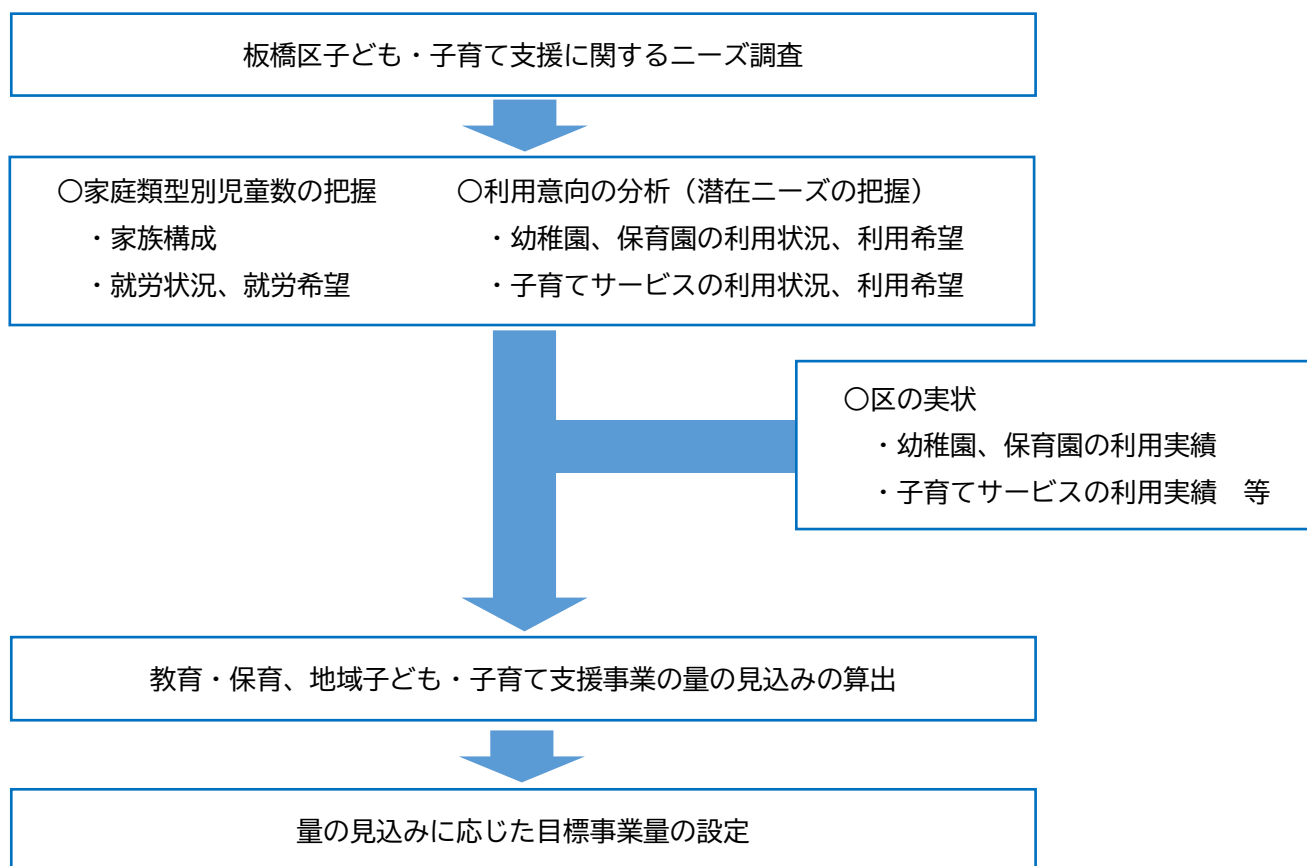 板橋区子ども・子育て支援に関するニーズ調査
〇家庭類型別児童数の把握
・家族構成
・就労状況、就労希望
〇利用意向の分析（潜在ニーズの把握）
・幼稚園、保育園の利用状況、利用希望
・子育てサービスの利用状況、利用希望
〇区の実状
・幼稚園、保育園の利用実績
・子育てサービスの利用実績　等
教育・保育、地域子ども・子育て支援事業の量の見込みの算出
量の見込みに応じた目標事業量の設定